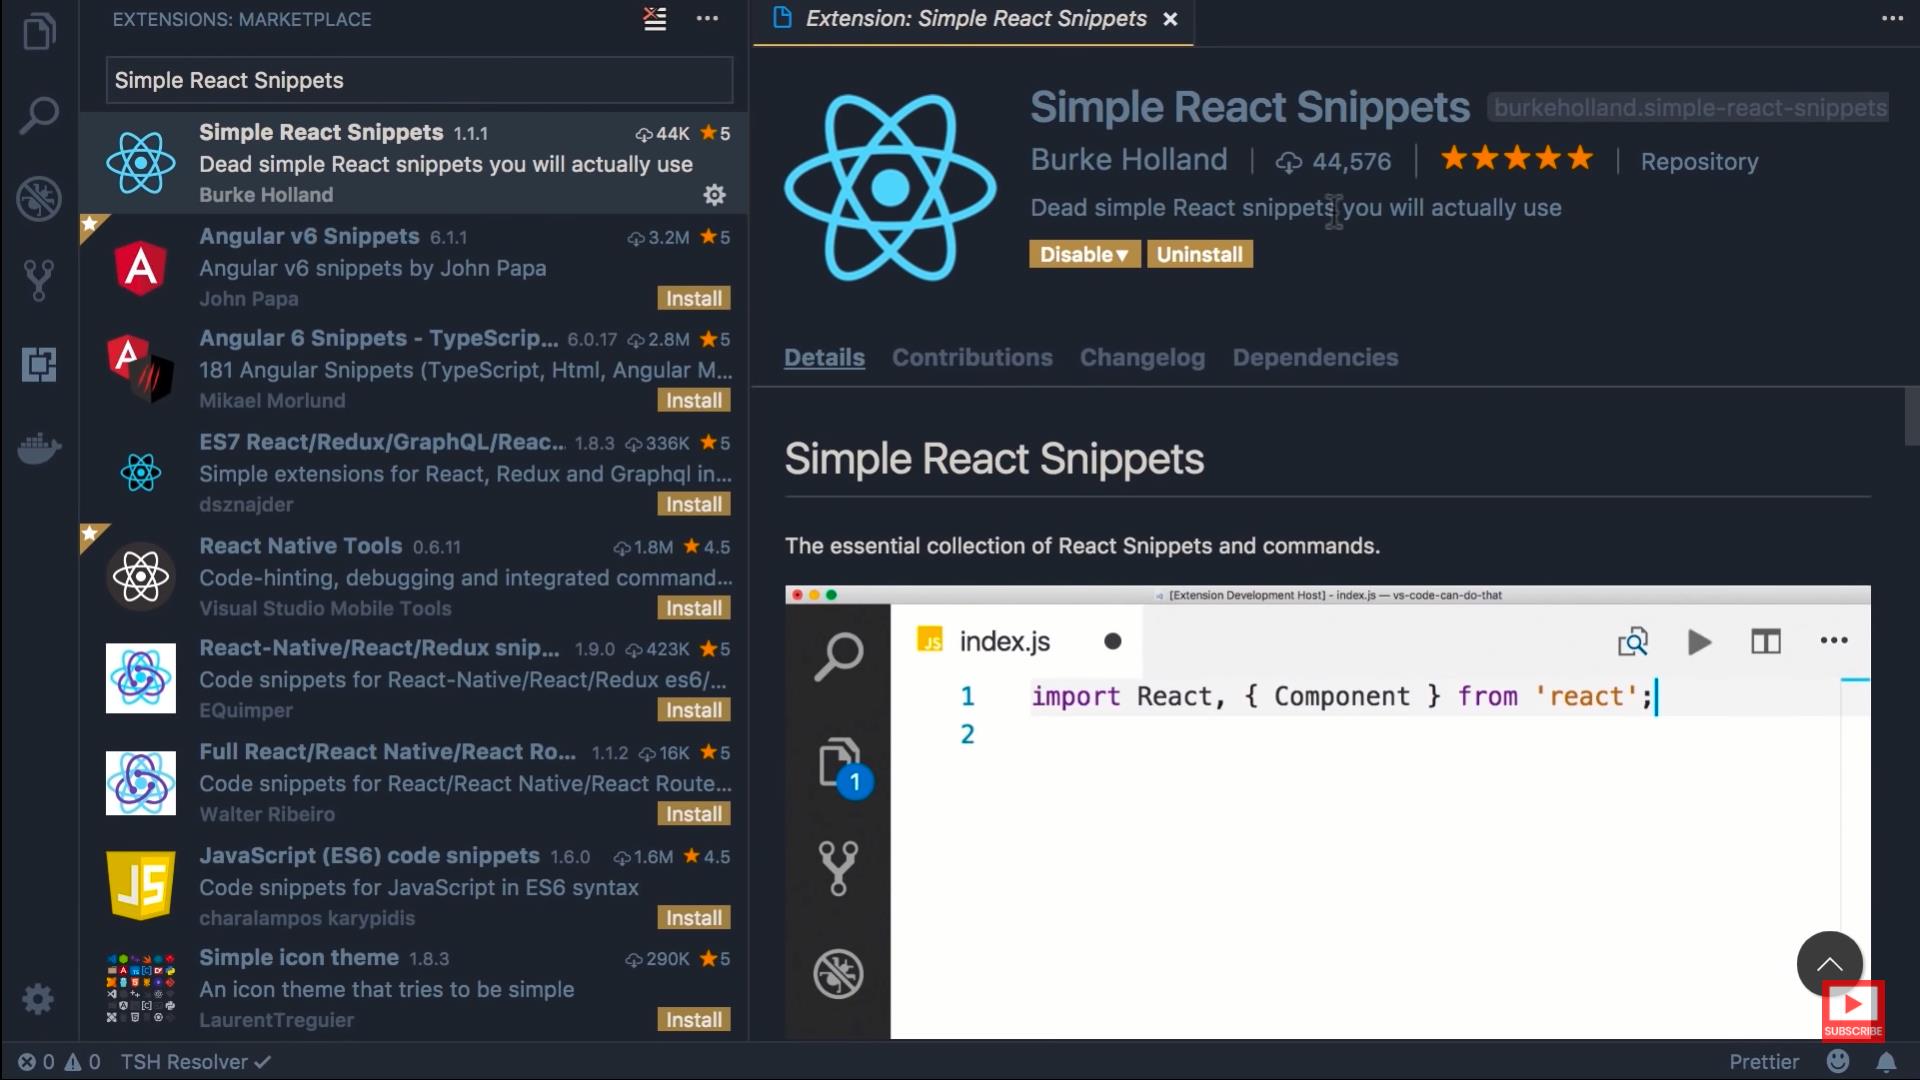 EXTENSIONS: MARKETPLACE
Simple React Snippets
Simple React Snippets 1.1.1 44K 5
Dead simple React snippets you will actually use
Burke Holland
Angular v6 Snippets 6.1.1 3.2M 5
Angular v6 snippets by John Papa
John Papa Install
Angular 6 Snippets - TypeScrip... 6.0.17 2.8M 5
181 Angular Snippets (TypeScript, Html, Angular M...
Mikael Morlund Install
ES7 React/Redux/GraphQL/Reac... 1.8.3 336K 5
Simple extensions for React, Redux and Graphql in...
dsznajder Install
React Native Tools 0.6.11 1.8M 4.5
Code-hinting, debugging and integrated command...
Visual Studio Mobile Tools Install
React-Native/React/Redux snip... 1.9.0 423K 5
Code snippets for React-Native/React/Redux es6/...
EQuimper Install
Full React/React Native/React Ro... 1.1.2 16K 5
Code snippets for React/React Native/React Route...
Walter Ribeiro Install
JavaScript (ES6) code snippets 1.6.0 1.6M 4.5
Code snippets for JavaScript in ES6 syntax
charalampos karypidis Install
Simple icon theme 1.8.3 290K 5
An icon theme that tries to be simple
LaurentTreguier Install
Extension: Simple React Snippets
Simple React Snippets burkeholland.simple-react-snippets
Burke Holland | 44,576 | Repository
Dead simple React snippets you will actually use
Disable Uninstall
Details Contributions Changelog Dependencies
Simple React Snippets
The essential collection of React Snippets and commands.
[Extension Development Host] - index.js — vs-code-can-do-that
JS index.js
1 import React, { Component } from 'react';
2
1
SUBSCRIBE
0 0 TSH Resolver Prettier